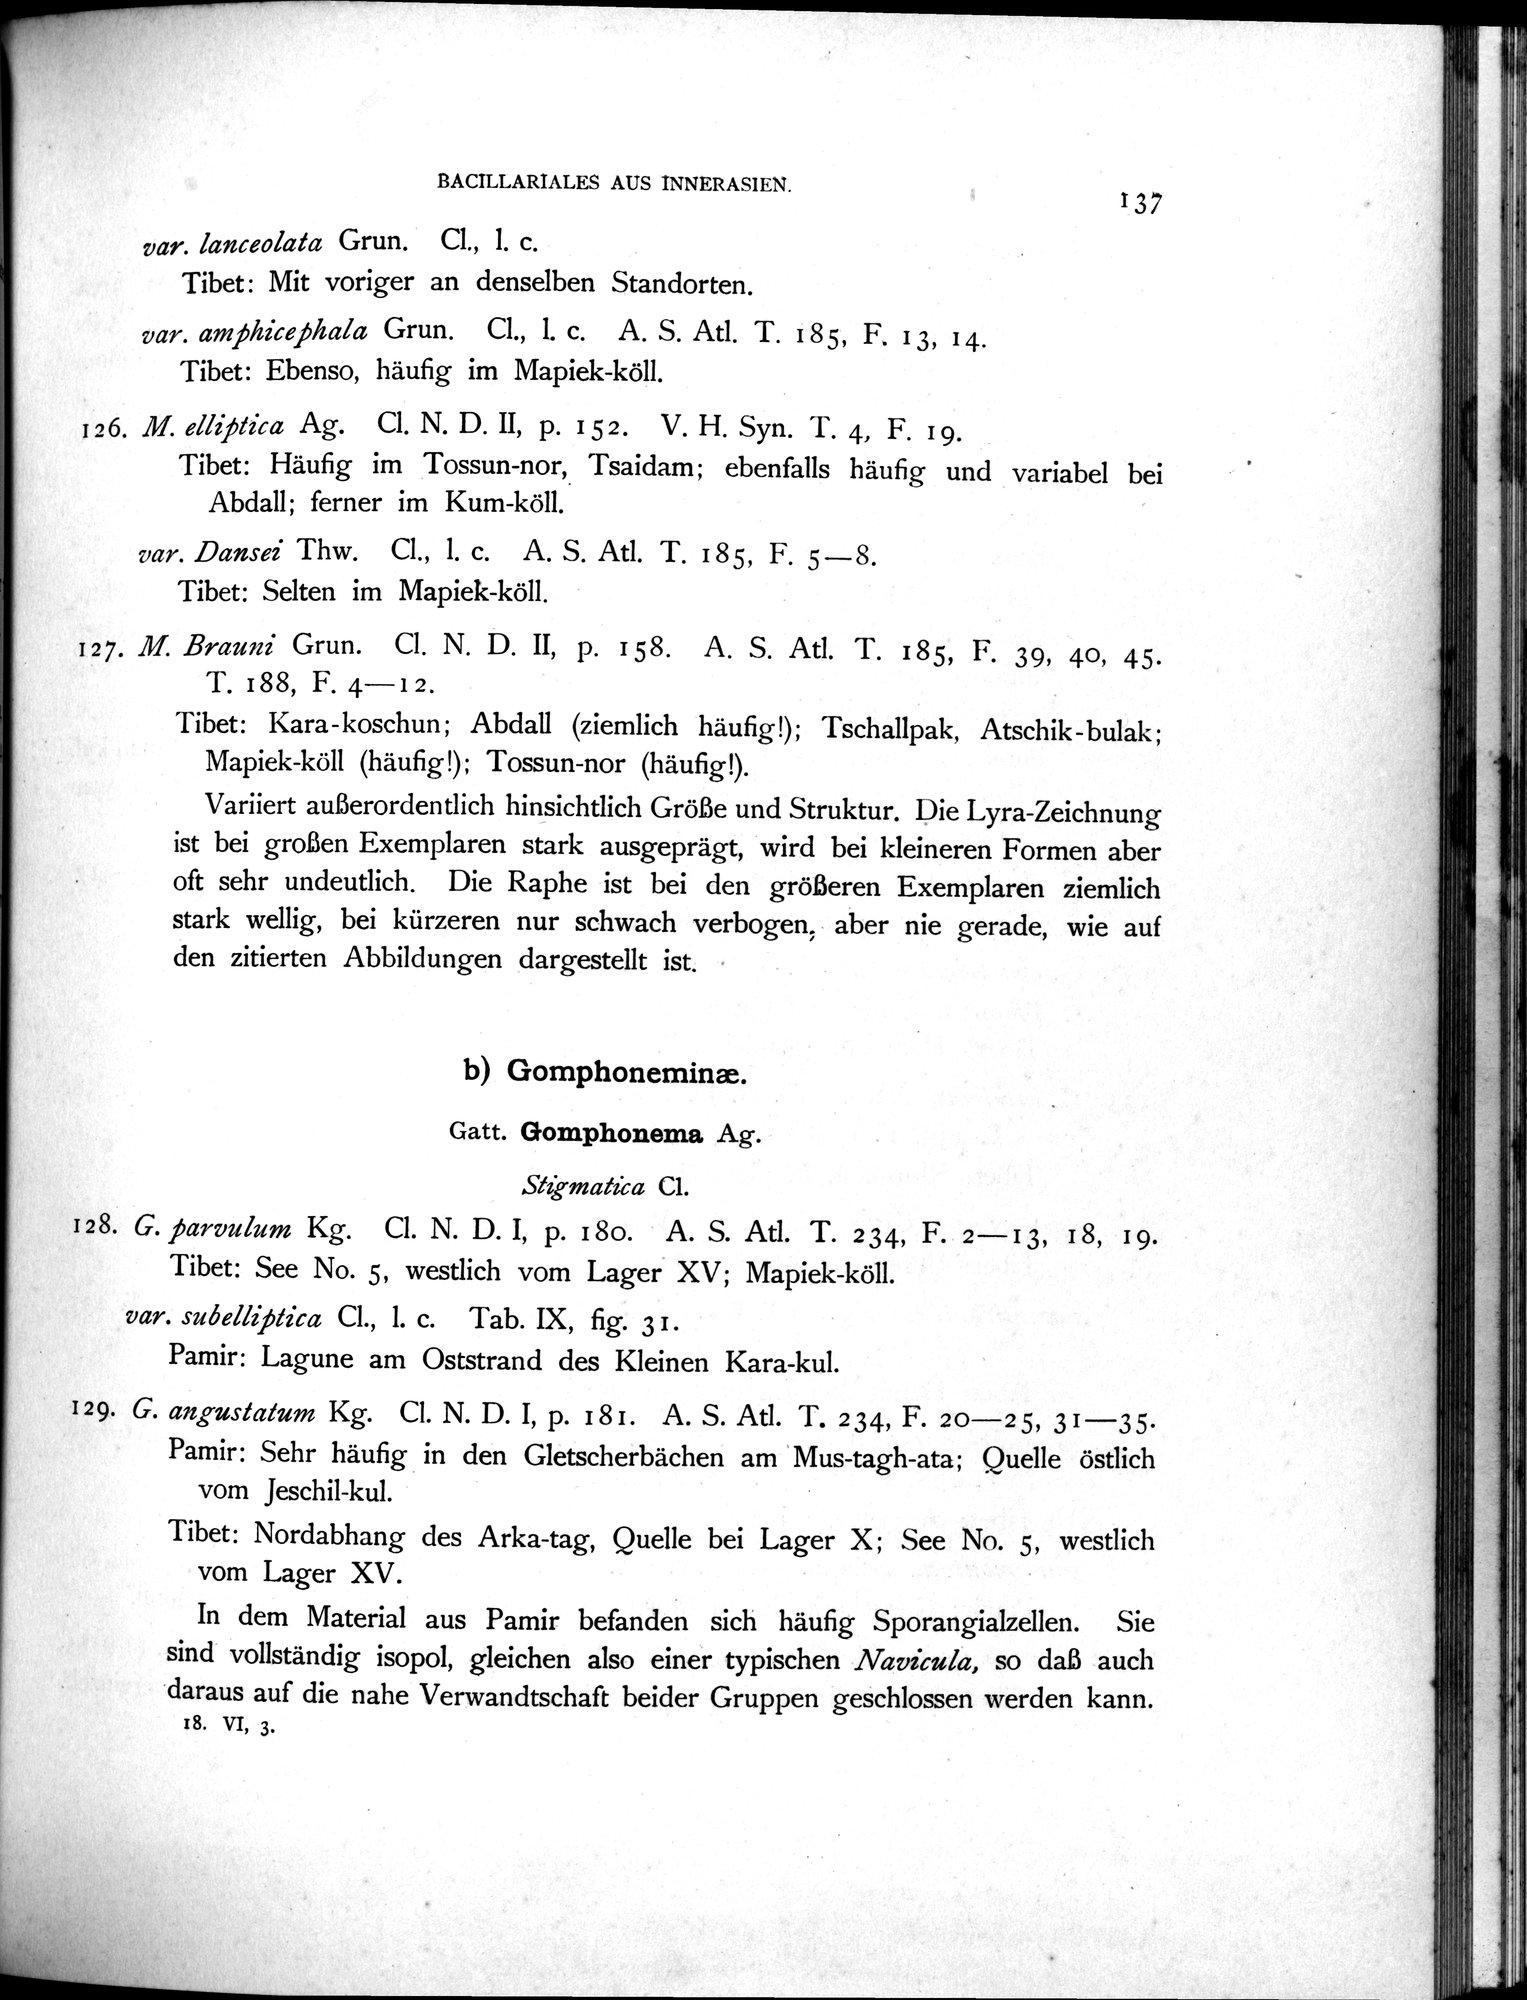 BACILLARIALES AUS INNERASIEN.
137
var. lanceolata Grun. Cl., l. c.
Tibet: Mit voriger an denselben Standorten.
var. amphicephala Grun. Cl., l. c. A. S. Atl. T. 185, F. 13, 14.
Tibet: Ebenso, häufig im Mapiek-köll.
126. M. elliptica Ag. Cl. N. D. II, p. 152. V. H. Syn. T. 4, F. 19.
Tibet: Häufig im Tossun-nor, Tsaidam; ebenfalls häufig und variabel bei
Abdall; ferner im Kum-köll.
var. Dansei Thw. Cl., l. c. A. S. Atl. T. 185, F. 5—8.
Tibet: Selten im Mapiek-köll.
127. M. Brauni Grun. Cl. N. D. II, p. 158. A. S. Atl. T. 185, F. 39, 40, 45.
T. 188, F. 4—12.
Tibet: Kara-koschun; Abdall (ziemlich häufig!); Tschallpak, Atschik-bulak;
Mapiek-köll (häufig!); Tossun-nor (häufig!).
Variiert außerordentlich hinsichtlich Größe und Struktur. Die Lyra-Zeichnung
ist bei großen Exemplaren stark ausgeprägt, wird bei kleineren Formen aber
oft sehr undeutlich. Die Raphe ist bei den größeren Exemplaren ziemlich
stark wellig, bei kürzeren nur schwach verbogen, aber nie gerade, wie auf
den zitierten Abbildungen dargestellt ist.
b) Gomphoneminæ.
Gatt. Gomphonema Ag.
Stigmatica Cl.
128. G. parvulum Kg. Cl. N. D. I, p. 180. A. S. Atl. T. 234, F. 2—13, 18, 19.
Tibet: See No. 5, westlich vom Lager XV; Mapiek-köll.
var. subelliptica Cl., l. c. Tab. IX, fig. 31.
Pamir: Lagune am Oststrand des Kleinen Kara-kul.
129. G. angustatum Kg. Cl. N. D. I, p. 181. A. S. Atl. T. 234, F. 20—25, 31—35.
Pamir: Sehr häufig in den Gletscherbächen am Mus-tagh-ata; Quelle östlich
vom Jeschil-kul.
Tibet: Nordabhang des Arka-tag, Quelle bei Lager X; See No. 5, westlich
vom Lager XV.
In dem Material aus Pamir befanden sich häufig Sporangialzellen. Sie
sind vollständig isopol, gleichen also einer typischen Navicula, so daß auch
daraus auf die nahe Verwandtschaft beider Gruppen geschlossen werden kann.
18. VI, 3.